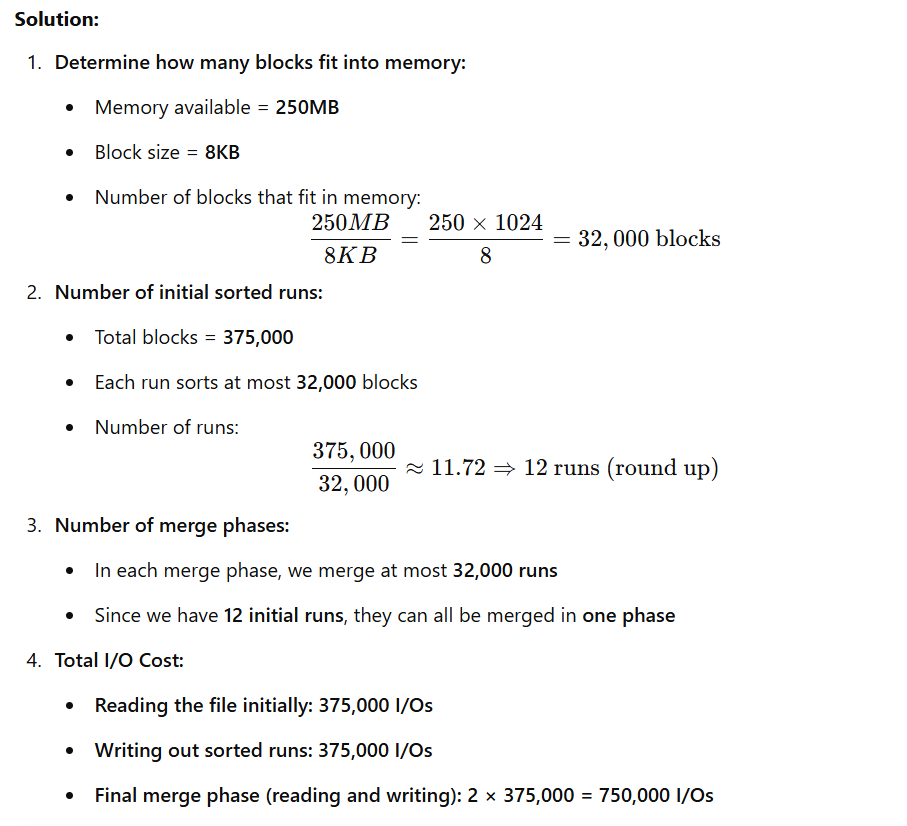 Solution:
1. Determine how many blocks fit into memory:
• Memory available = 250MB
• Block size = 8KB
• Number of blocks that fit in memory:
250MB / 8KB = 250 × 1024 / 8 = 32,000 blocks
2. Number of initial sorted runs:
• Total blocks = 375,000
• Each run sorts at most 32,000 blocks
• Number of runs:
375,000 / 32,000 ≈ 11.72 ⇒ 12 runs (round up)
3. Number of merge phases:
• In each merge phase, we merge at most 32,000 runs
• Since we have 12 initial runs, they can all be merged in one phase
4. Total I/O Cost:
• Reading the file initially: 375,000 I/Os
• Writing out sorted runs: 375,000 I/Os
• Final merge phase (reading and writing): 2 × 375,000 = 750,000 I/Os